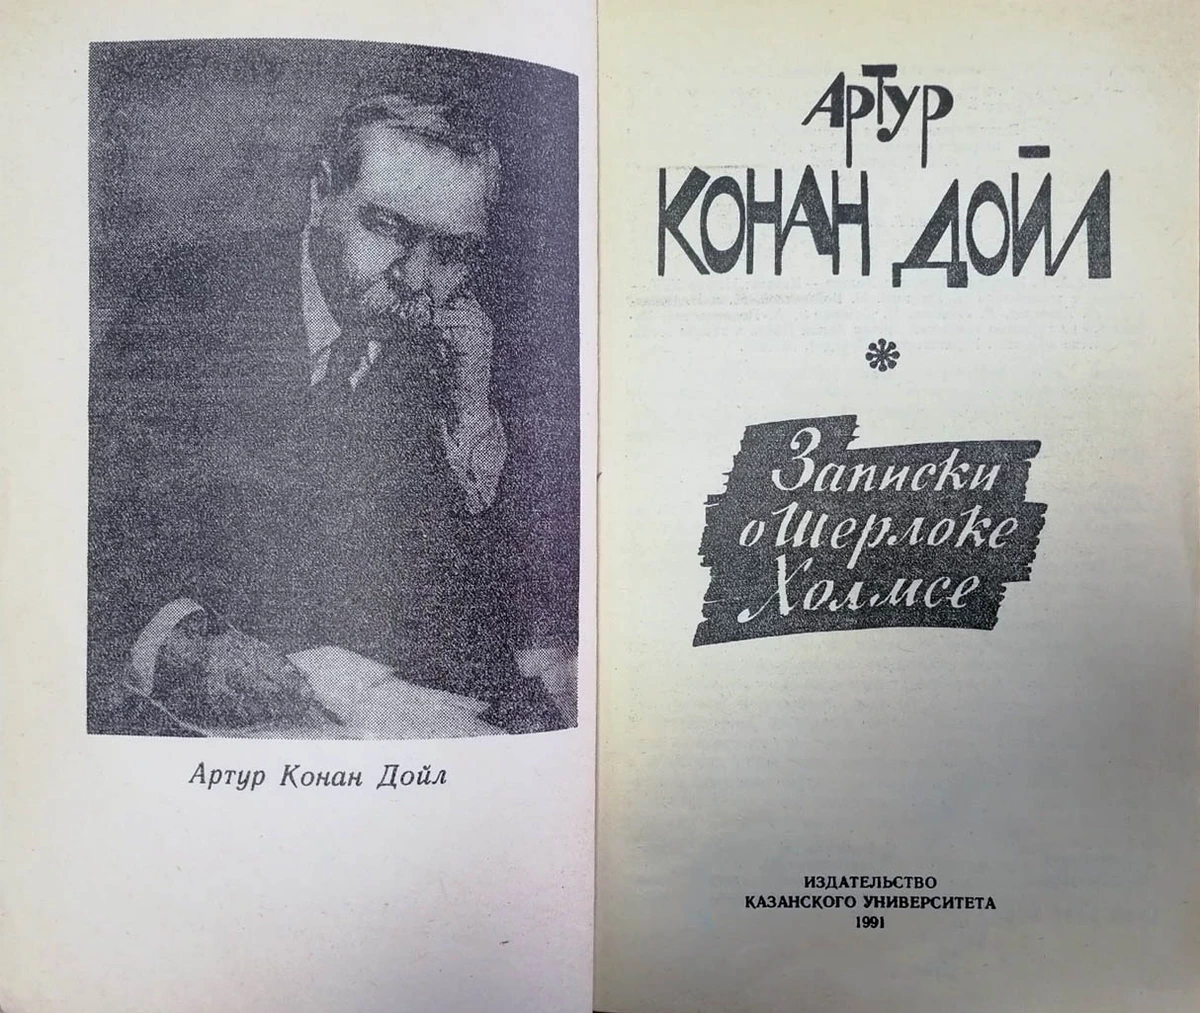 Артур Конан Дойл
АРТУР
КОНАН ДОЙЛ
Записки
о Шерлоке
Холмсе
ИЗДАТЕЛЬСТВО
КАЗАНСКОГО УНИВЕРСИТЕТА
1991